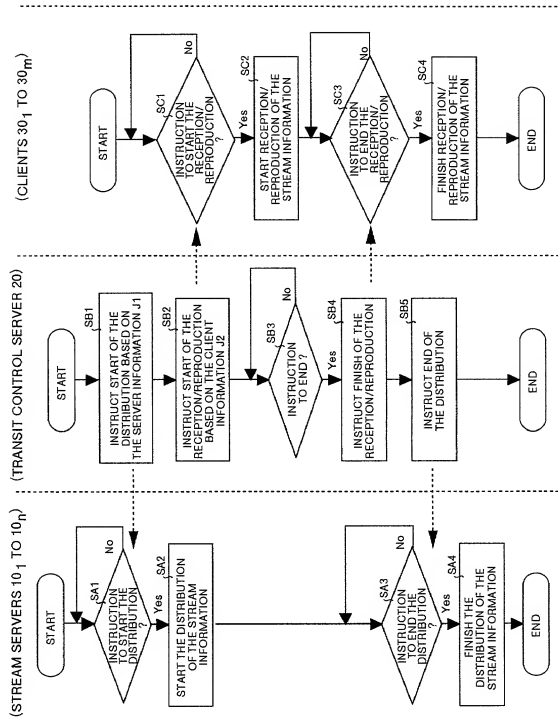 (STREAM SERVERS 10₁ TO 10ₙ)
START
SA1
INSTRUCTION
TO START THE
DISTRIBUTION
?
No
Yes
SA2
START THE DISTRIBUTION
OF THE STREAM
INFORMATION
SA3
INSTRUCTION
TO END THE
DISTRIBUTION
?
No
Yes
SA4
FINISH THE
DISTRIBUTION OF THE
STREAM INFORMATION
END
(TRANSIT CONTROL SERVER 20)
START
SB1
INSTRUCT START OF THE
DISTRIBUTION BASED ON
THE SERVER INFORMATION J1
SB2
INSTRUCT START OF THE
RECEPTION/REPRODUCTION
BASED ON THE CLIENT
INFORMATION J2
SB3
INSTRUCTION
TO END ?
No
Yes
SB4
INSTRUCT FINISH OF THE
RECEPTION/REPRODUCTION
SB5
INSTRUCT END OF
THE DISTRIBUTION
END
(CLIENTS 30₁ TO 30ₘ)
START
SC1
INSTRUCTION
TO START THE
RECEPTION/
REPRODUCTION
?
No
Yes
SC2
START RECEPTION/
REPRODUCTION OF THE
STREAM INFORMATION
SC3
INSTRUCTION
TO END THE
RECEPTION/
REPRODUCTION
?
No
Yes
SC4
FINISH RECEPTION/
REPRODUCTION OF THE
STREAM INFORMATION
END